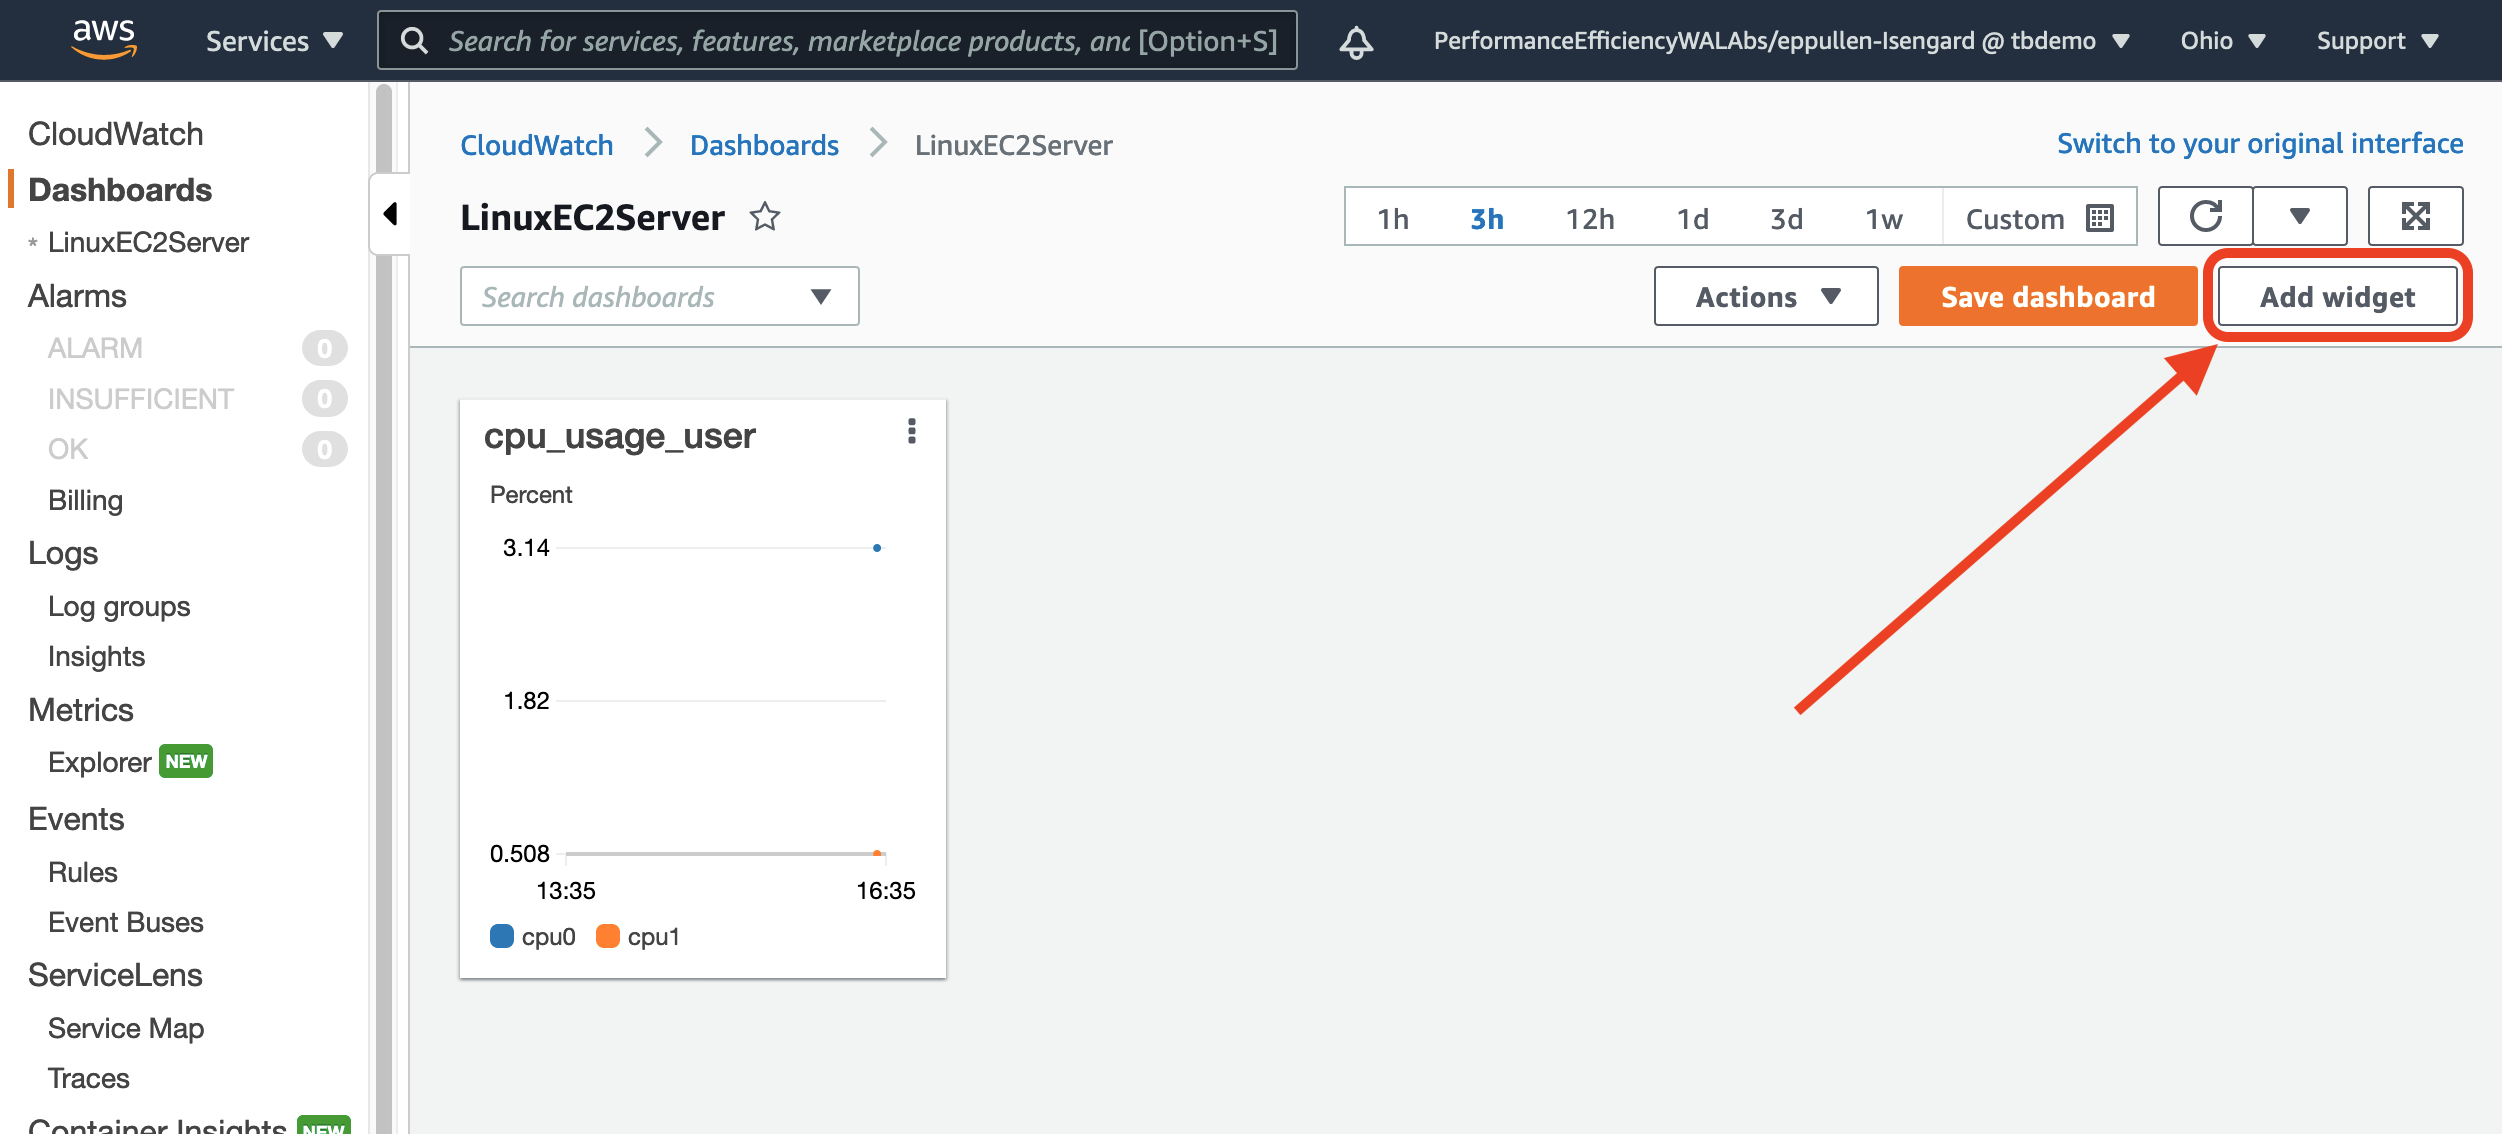 aws Services Search for services, features, marketplace products, and [Option+S] PerformanceEfficiencyWALAbs/eppullen-Isengard @ tbdemo Ohio Support
CloudWatch
Dashboards
* LinuxEC2Server
Alarms
ALARM 0
INSUFFICIENT 0
OK 0
Billing
Logs
Log groups
Insights
Metrics
Explorer NEW
Events
Rules
Event Buses
ServiceLens
Service Map
Traces
Container Insights NEW
CloudWatch Dashboards LinuxEC2Server
Switch to your original interface
LinuxEC2Server
1h 3h 12h 1d 3d 1w Custom
Search dashboards
Actions Save dashboard Add widget
cpu_usage_user
Percent
3.14
1.82
0.508
13:35 16:35
cpu0 cpu1